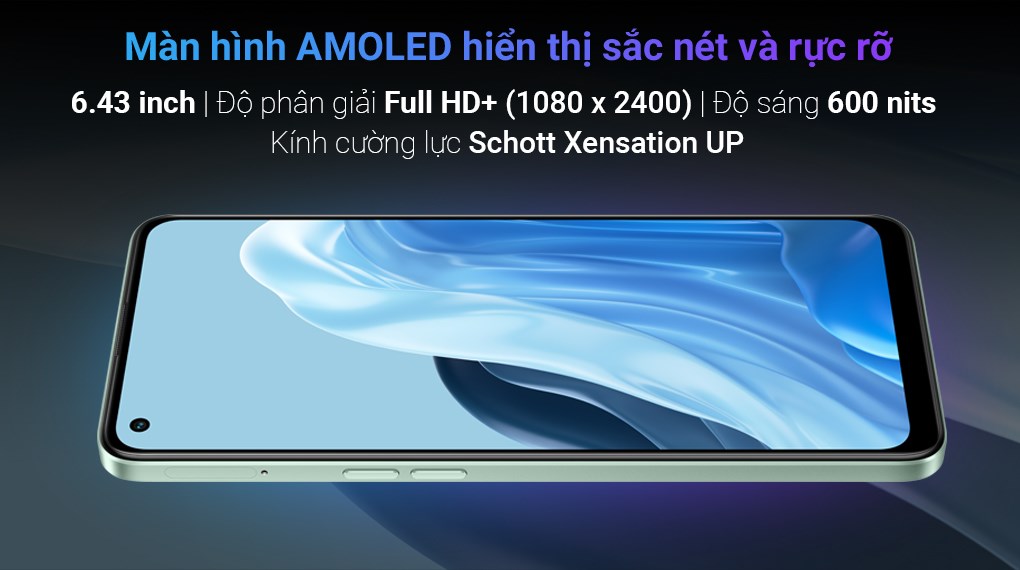 Màn hình AMOLED hiển thị sắc nét và rực rỡ
6.43 inch | Độ phân giải Full HD+ (1080 x 2400) | Độ sáng 600 nits
Kính cường lực Schott Xensation UP